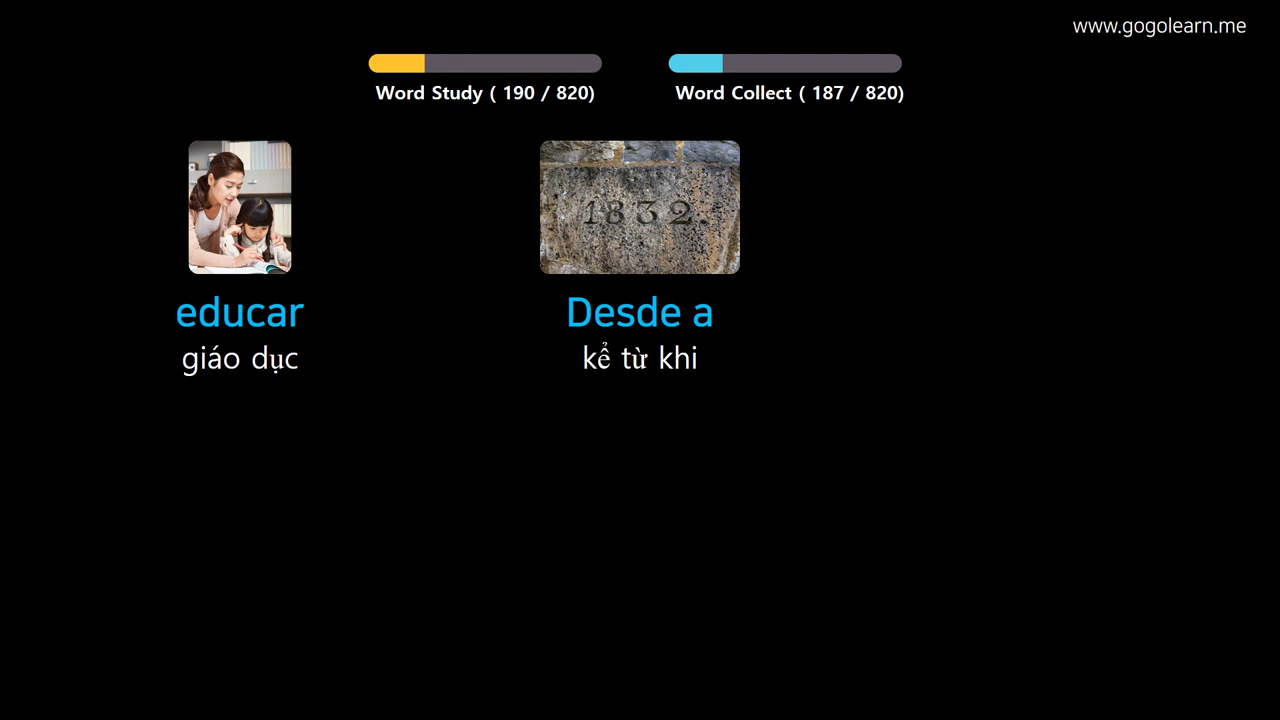 www.gogolearn.me
Word Study ( 190 / 820)
Word Collect ( 187 / 820)
1832.
educar
giáo dục
Desde a
kể từ khi